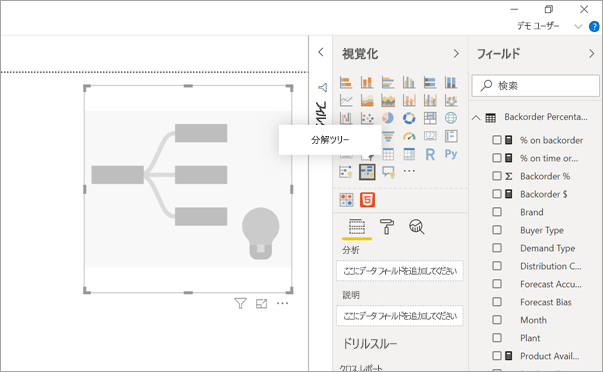 デモ ユーザー
?
視覚化
フィールド
検索
フィルター
分解ツリー
R
Py
5
分析
ここにデータ フィールドを追加してください
説明
ここにデータ フィールドを追加してください
ドリルスルー
クロス レポート
Backorder Percenta...
% on backorder
% on time or...
Σ
Backorder %
Backorder $
Brand
Buyer Type
Demand Type
Distribution C...
Forecast Accu...
Forecast Bias
Month
Plant
Product Avail...